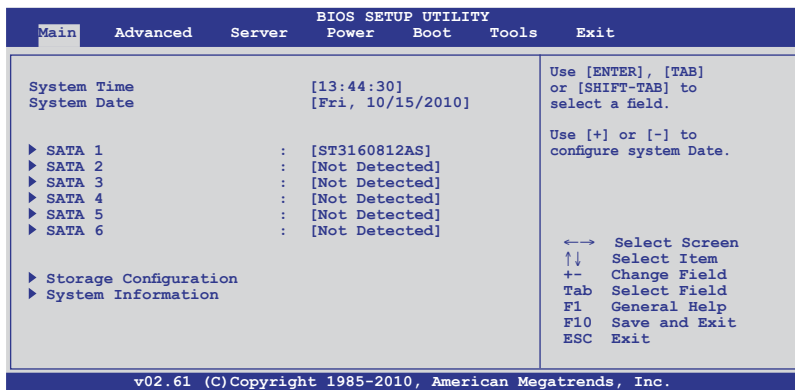 BIOS SETUP UTILITY
Main Advanced Server Power Boot Tools Exit
System Time [13:44:30]
System Date [Fri, 10/15/2010]
SATA 1 : [ST3160812AS]
SATA 2 : [Not Detected]
SATA 3 : [Not Detected]
SATA 4 : [Not Detected]
SATA 5 : [Not Detected]
SATA 6 : [Not Detected]
Storage Configuration
System Information
Use [ENTER], [TAB]
or [SHIFT-TAB] to
select a field.
Use [+] or [-] to
configure system Date.
←→ Select Screen
↑↓ Select Item
+- Change Field
Tab Select Field
F1 General Help
F10 Save and Exit
ESC Exit
v02.61 (C)Copyright 1985-2010, American Megatrends, Inc.